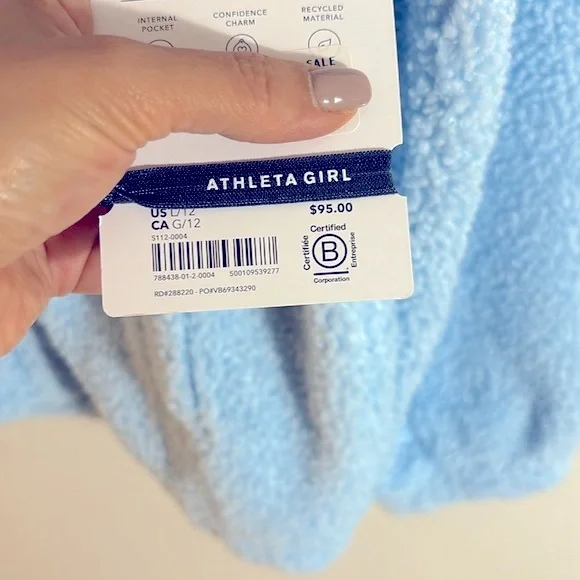 INTERNAL POCKET
CONFIDENCE CHARM
RECYCLED MATERIAL
SALE
ATHLETA GIRL
US L/12
$95.00
CA G/12
S112-0004
788438-01-2-0004 500109539277
RD#288220 - PO#VB69343290
Certified
Certifiée
B
Entreprise
Corporation